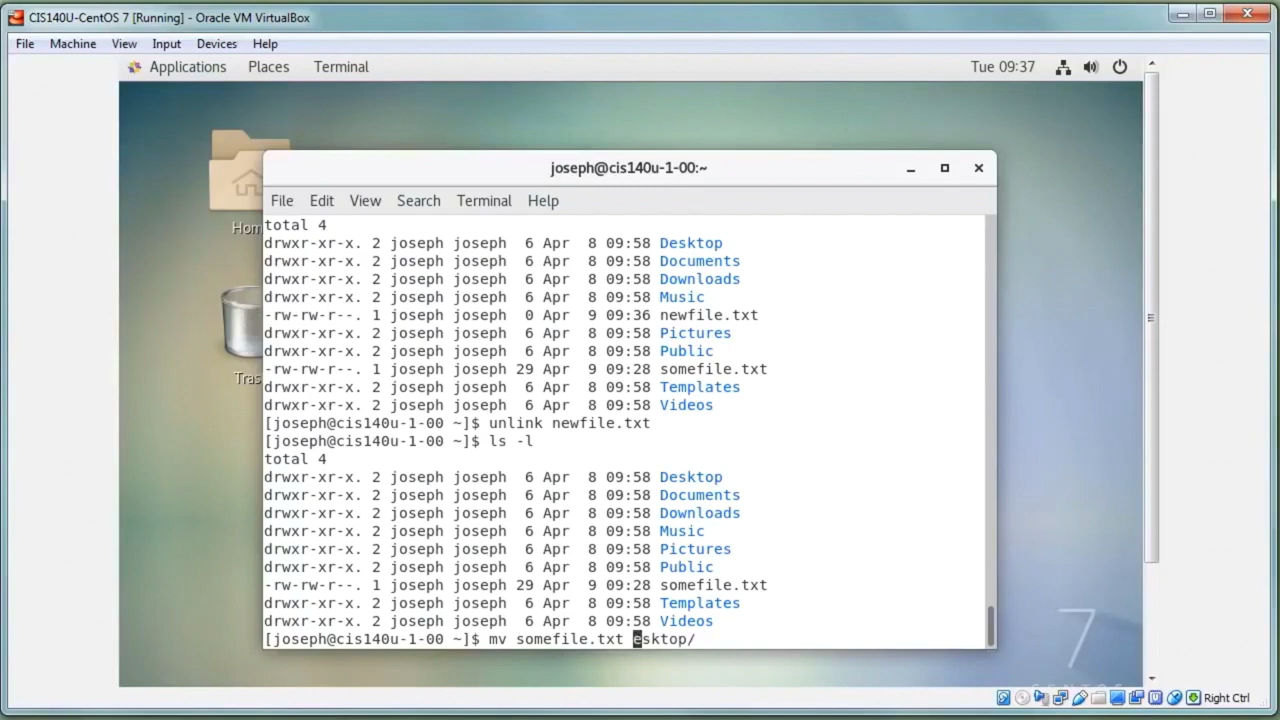 CIS140U-CentOS 7 [Running] - Oracle VM VirtualBox
File Machine View Input Devices Help
Applications Places Terminal Tue 09:37
joseph@cis140u-1-00:~
File Edit View Search Terminal Help
total 4
drwxr-xr-x. 2 joseph joseph  6 Apr  8 09:58 Desktop
drwxr-xr-x. 2 joseph joseph  6 Apr  8 09:58 Documents
drwxr-xr-x. 2 joseph joseph  6 Apr  8 09:58 Downloads
drwxr-xr-x. 2 joseph joseph  6 Apr  8 09:58 Music
-rw-rw-r--. 1 joseph joseph  0 Apr  9 09:36 newfile.txt
drwxr-xr-x. 2 joseph joseph  6 Apr  8 09:58 Pictures
drwxr-xr-x. 2 joseph joseph  6 Apr  8 09:58 Public
-rw-rw-r--. 1 joseph joseph 29 Apr  9 09:28 somefile.txt
drwxr-xr-x. 2 joseph joseph  6 Apr  8 09:58 Templates
drwxr-xr-x. 2 joseph joseph  6 Apr  8 09:58 Videos
[joseph@cis140u-1-00 ~]$ unlink newfile.txt
[joseph@cis140u-1-00 ~]$ ls -l
total 4
drwxr-xr-x. 2 joseph joseph  6 Apr  8 09:58 Desktop
drwxr-xr-x. 2 joseph joseph  6 Apr  8 09:58 Documents
drwxr-xr-x. 2 joseph joseph  6 Apr  8 09:58 Downloads
drwxr-xr-x. 2 joseph joseph  6 Apr  8 09:58 Music
drwxr-xr-x. 2 joseph joseph  6 Apr  8 09:58 Pictures
drwxr-xr-x. 2 joseph joseph  6 Apr  8 09:58 Public
-rw-rw-r--. 1 joseph joseph 29 Apr  9 09:28 somefile.txt
drwxr-xr-x. 2 joseph joseph  6 Apr  8 09:58 Templates
drwxr-xr-x. 2 joseph joseph  6 Apr  8 09:58 Videos
[joseph@cis140u-1-00 ~]$ mv somefile.txt esktop/
Hom
Tras
7
Right Ctrl